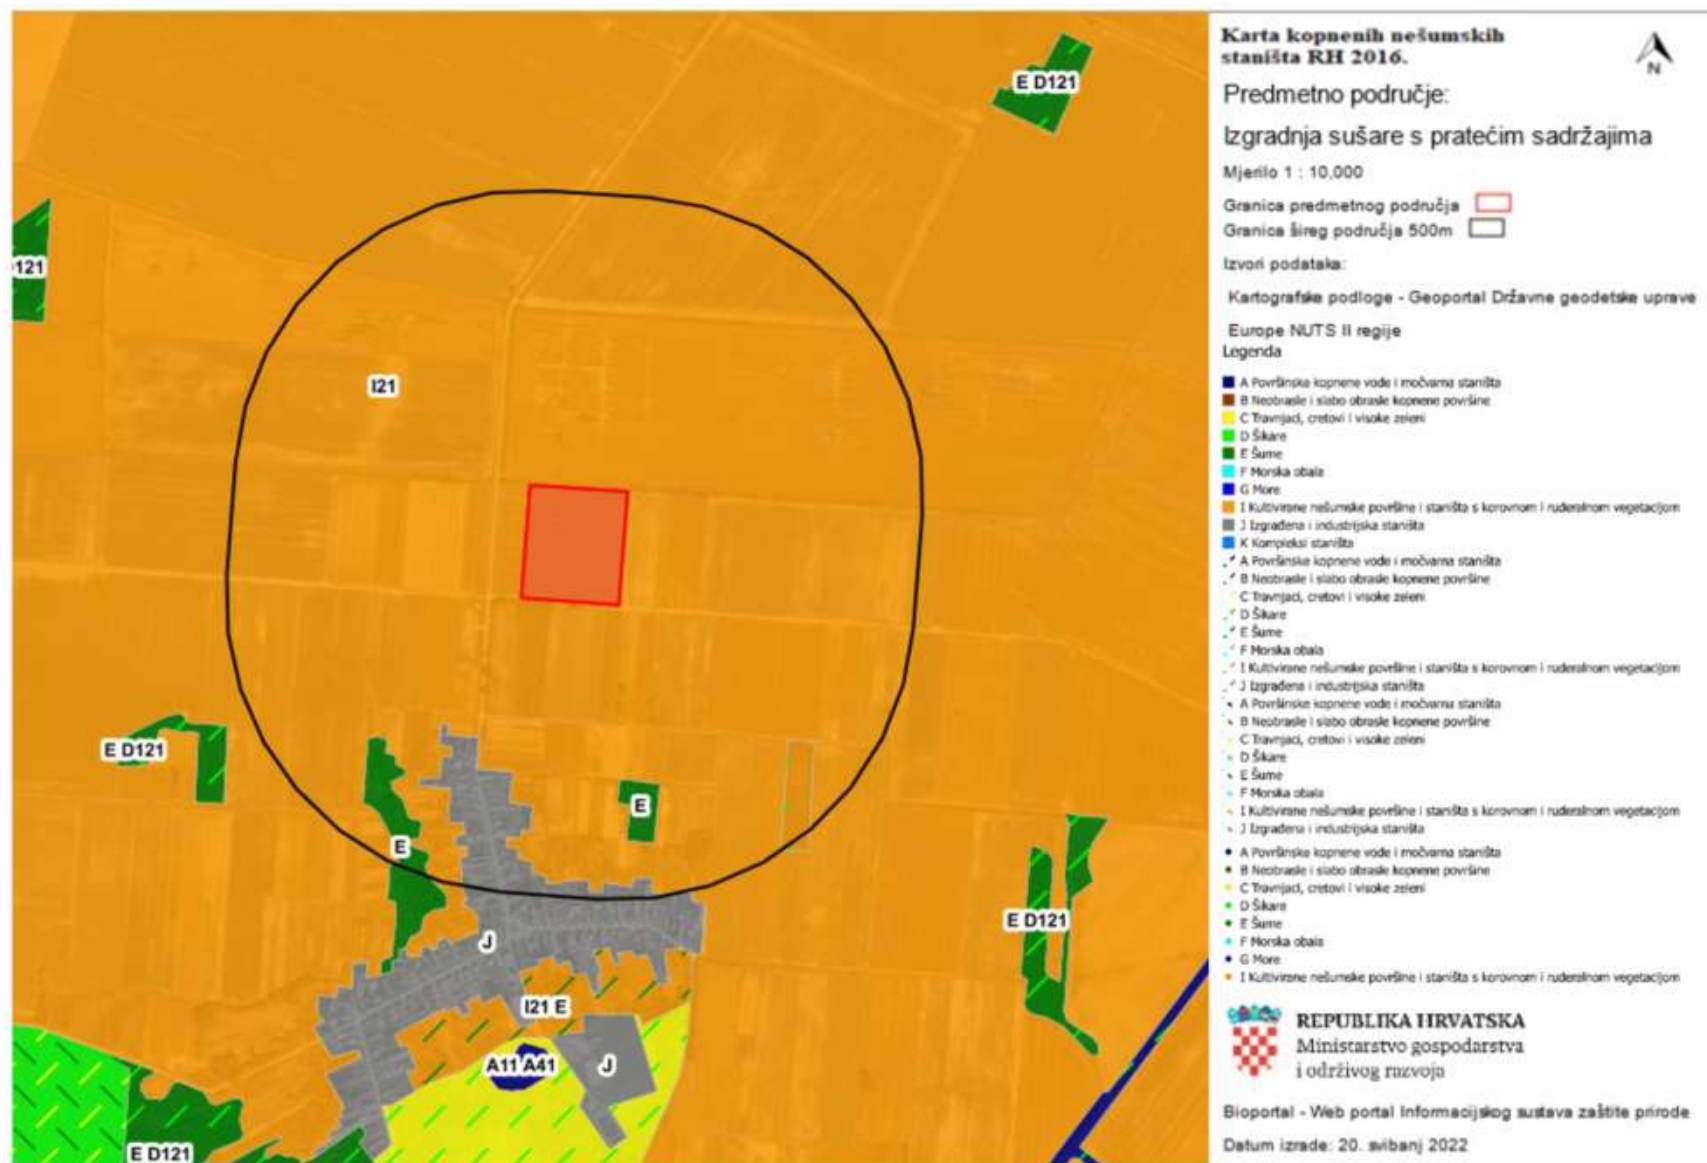 Karta kopnenih nešumskih
staništa RH 2016.
N
Predmetno područje:
Izgradnja sušare s pratećim sadržajima
Mjerilo 1 : 10,000
Granica predmetnog područja
Granica šireg područja 500m
Izvori podataka:
Kartografske podloge - Geoportal Državne geodetske uprave
Europe NUTS II regije
Legenda
A Površinske kopnene vode i močvarna staništa
B Neobrasle i slabo obrasle kopnene površine
C Travnjaci, cretovi i visoke zeleni
D Šikare
E Šume
F Morska obala
G More
I Kultivirane nešumske površine i staništa s korovnom i ruderalnom vegetacijom
J Izgrađena i industrijska staništa
K Kompleksi staništa
A Površinske kopnene vode i močvarna staništa
B Neobrasle i slabo obrasle kopnene površine
C Travnjaci, cretovi i visoke zeleni
D Šikare
E Šume
F Morska obala
I Kultivirane nešumske površine i staništa s korovnom i ruderalnom vegetacijom
J Izgrađena i industrijska staništa
A Površinske kopnene vode i močvarna staništa
B Neobrasle i slabo obrasle kopnene površine
C Travnjaci, cretovi i visoke zeleni
D Šikare
E Šume
F Morska obala
I Kultivirane nešumske površine i staništa s korovnom i ruderalnom vegetacijom
J Izgrađena i industrijska staništa
A Površinske kopnene vode i močvarna staništa
B Neobrasle i slabo obrasle kopnene površine
C Travnjaci, cretovi i visoke zeleni
D Šikare
E Šume
F Morska obala
G More
I Kultivirane nešumske površine i staništa s korovnom i ruderalnom vegetacijom
REPUBLIKA HRVATSKA
Ministarstvo gospodarstva
i održivog razvoja
Bioportal - Web portal Informacijskog sustava zaštite prirode
Datum izrade: 20. svibanj 2022
E D121
121
I21
E D121
E
E
E D121
J
I21 E
A11 A41
J
E D121